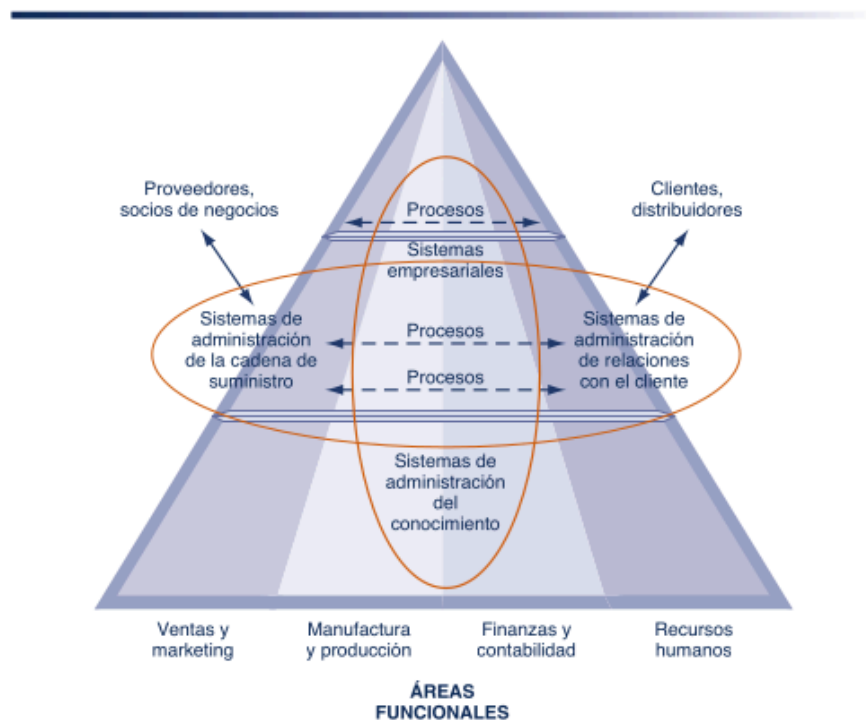 Proveedores,
socios de negocios
Clientes,
distribuidores
Procesos
Sistemas
empresariales
Sistemas de
administración
de la cadena de
suministro
Procesos
Procesos
Sistemas de
administración
de relaciones
con el cliente
Sistemas de
administración
del
conocimiento
Ventas y
marketing
Manufactura
y producción
Finanzas y
contabilidad
Recursos
humanos
ÁREAS
FUNCIONALES